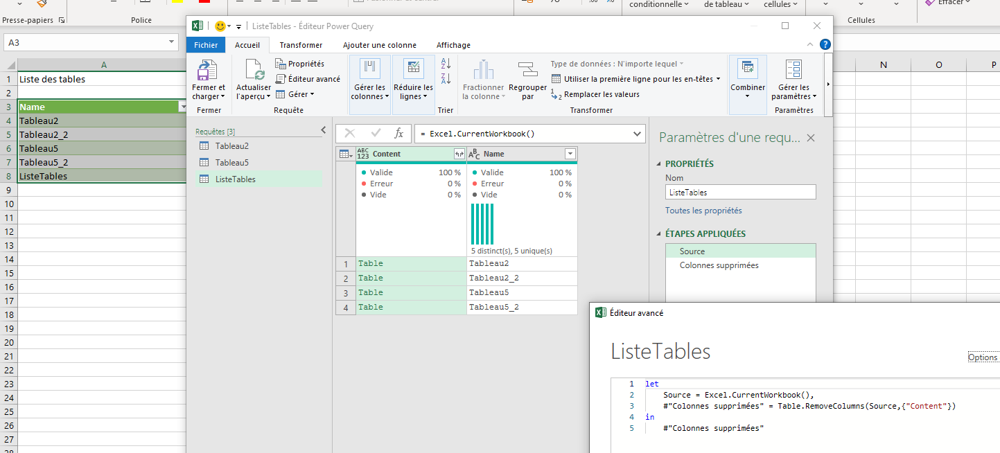 conditionnelle
de tableau
cellules
Effacer
Presse-papiers
Police
Cellules
A3
A
1 Liste des tables
2
3 Name
4 Tableau2
5 Tableau2_2
6 Tableau5
7 Tableau5_2
8 ListeTables
9
10
11
12
13
14
15
16
17
18
19
20
21
22
23
24
25
26
27
N O P
ListeTables - Éditeur Power Query
Fichier Accueil Transformer Ajouter une colonne Affichage
?
Fermer et
charger
Fermer
Actualiser
l'aperçu
Propriétés
Éditeur avancé
Gérer
Requête
Gérer les
colonnes
Réduire les
lignes
A
Z
Z
A
Trier
Fractionner
la colonne
Regrouper
par
Type de données : N'importe lequel
Utiliser la première ligne pour les en-têtes
1
2 Remplacer les valeurs
Transformer
Combiner
Gérer les
paramètres
Paramètres
Requêtes [3]
Tableau2
Tableau5
ListeTables
fx
= Excel.CurrentWorkbook()
ABC
123 Content
ABC Name
Valide 100 %
Erreur 0 %
Vide 0 %
Valide 100 %
Erreur 0 %
Vide 0 %
5 distinct(s), 5 unique(s)
1 Table Tableau2
2 Table Tableau2_2
3 Table Tableau5
4 Table Tableau5_2
Paramètres d'une requ...
PROPRIÉTÉS
Nom
ListeTables
Toutes les propriétés
ÉTAPES APPLIQUÉES
Source
Colonnes supprimées
Éditeur avancé
ListeTables
Options
1 let
2 Source = Excel.CurrentWorkbook(),
3 #"Colonnes supprimées" = Table.RemoveColumns(Source,{"Content"})
4 in
5 #"Colonnes supprimées"